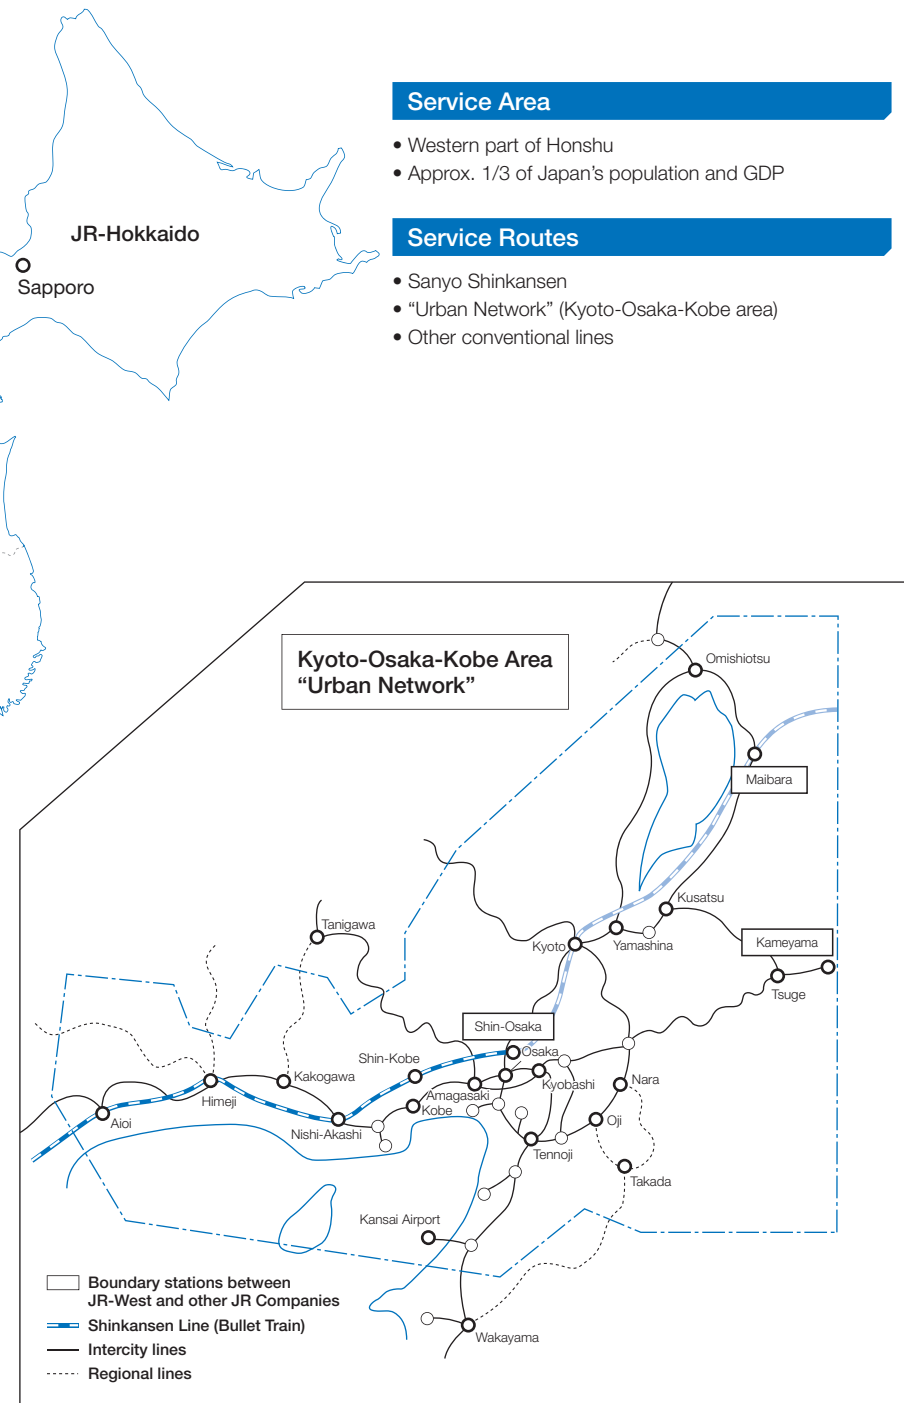 JR-Hokkaido
Sapporo
Service Area
• Western part of Honshu
• Approx. 1/3 of Japan’s population and GDP
Service Routes
• Sanyo Shinkansen
• “Urban Network” (Kyoto-Osaka-Kobe area)
• Other conventional lines
Kyoto-Osaka-Kobe Area
“Urban Network”
Omishiotsu
Maibara
Kusatsu
Tanigawa
Kyoto
Yamashina
Kameyama
Tsuge
Shin-Osaka
Osaka
Shin-Kobe
Kakogawa
Kyobashi
Nara
Himeji
Amagasaki
Kobe
Aioi
Nishi-Akashi
Oji
Tennoji
Takada
Kansai Airport
Wakayama
Boundary stations between
JR-West and other JR Companies
Shinkansen Line (Bullet Train)
Intercity lines
Regional lines